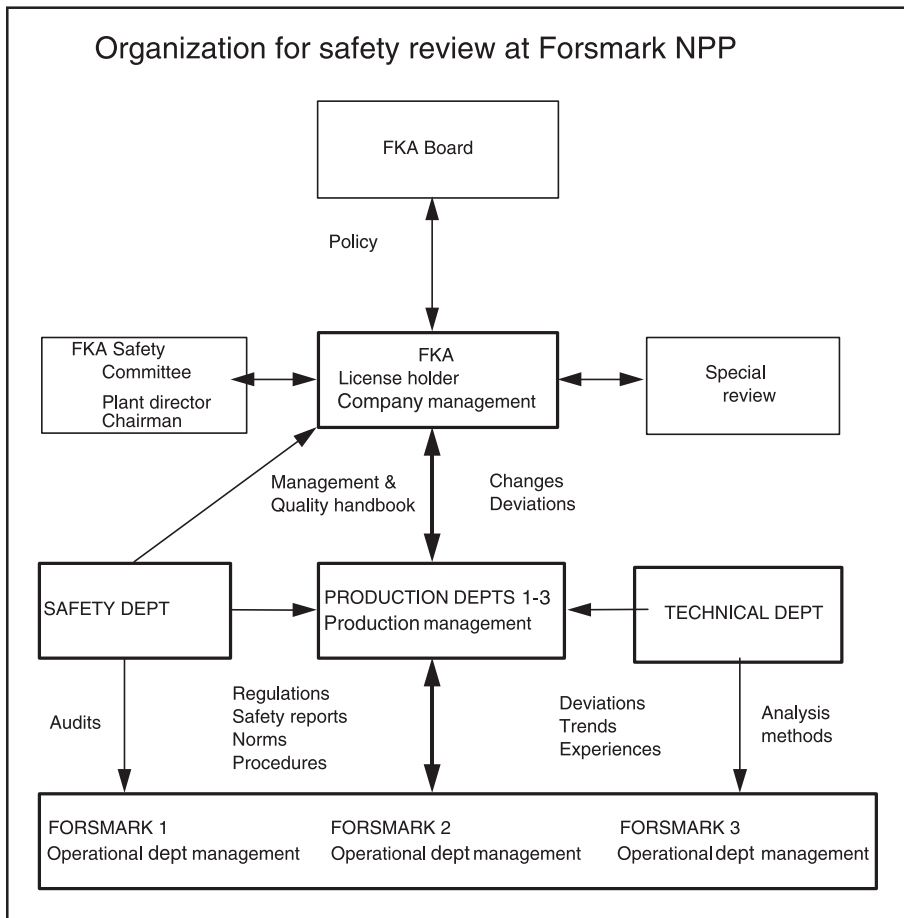 Organization for safety review at Forsmark NPP
FKA Board
Policy
FKA Safety
Committee
Plant director
Chairman
FKA
License holder
Company management
Special
review
Management &
Quality handbook
Changes
Deviations
SAFETY DEPT
PRODUCTION DEPTS 1-3
Production management
TECHNICAL DEPT
Audits
Regulations
Safety reports
Norms
Procedures
Deviations
Trends
Experiences
Analysis
methods
FORSMARK 1
Operational dept management
FORSMARK 2
Operational dept management
FORSMARK 3
Operational dept management